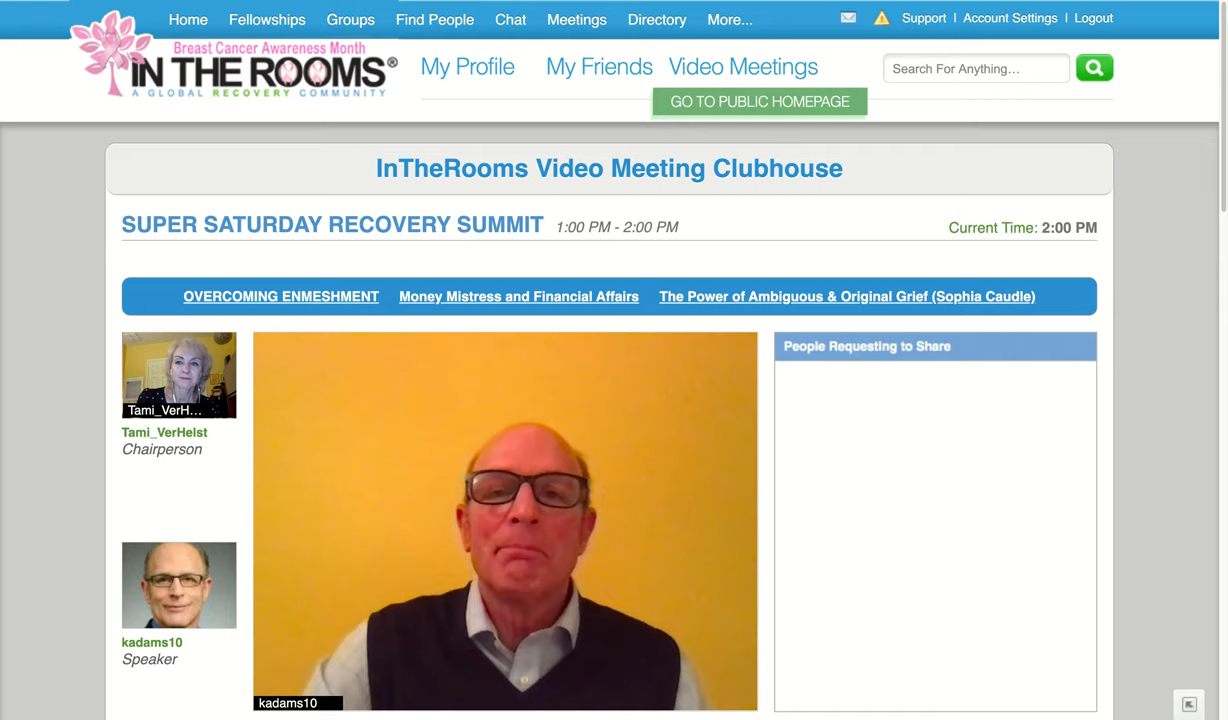 Home Fellowships Groups Find People Chat Meetings Directory More... Support | Account Settings | Logout
Breast Cancer Awareness Month
IN THE ROOMS®
A GLOBAL RECOVERY COMMUNITY
My Profile My Friends Video Meetings Search For Anything...
GO TO PUBLIC HOMEPAGE
InTheRooms Video Meeting Clubhouse
SUPER SATURDAY RECOVERY SUMMIT 1:00 PM - 2:00 PM Current Time: 2:00 PM
OVERCOMING ENMESHMENT Money Mistress and Financial Affairs The Power of Ambiguous & Original Grief (Sophia Caudle)
People Requesting to Share
Tami_VerH...
Tami_VerHelst
Chairperson
kadams10
Speaker
kadams10